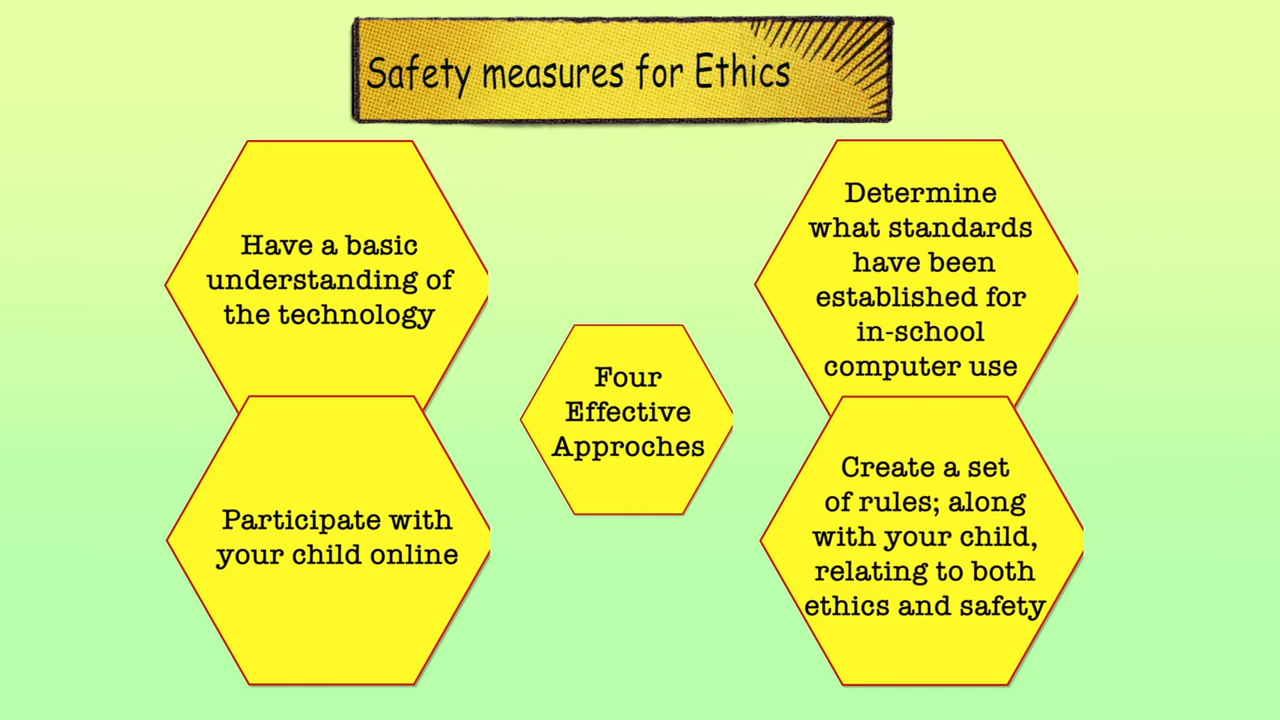 Safety measures for Ethics
Have a basic
understanding of
the technology
Determine
what standards
have been
established for
in-school
computer use
Four
Effective
Approches
Participate with
your child online
Create a set
of rules; along
with your child,
relating to both
ethics and safety